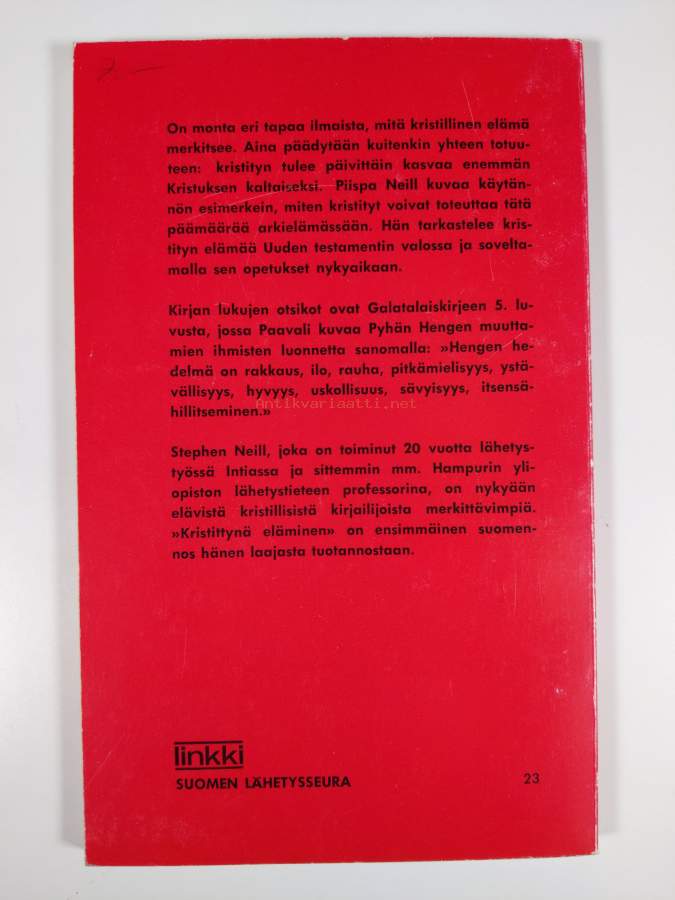 2.—
On monta eri tapaa ilmaista, mitä kristillinen elämä
merkitsee. Aina päädytään kuitenkin yhteen totuu-
teen: kristityn tulee päivittäin kasvaa enemmän
Kristuksen kaltaiseksi. Piispa Neill kuvaa käytän-
nön esimerkein, miten kristityt voivat toteuttaa tätä
päämäärää arkielämässään. Hän tarkastelee kris-
tityn elämää Uuden testamentin valossa ja sovelta-
malla sen opetukset nykyaikaan.
Kirjan lukujen otsikot ovat Galatalaiskirjeen 5. lu-
vusta, jossa Paavali kuvaa Pyhän Hengen muutta-
mien ihmisten luonnetta sanomalla: »Hengen he-
delmä on rakkaus, ilo, rauha, pitkämielisyys, ystä-
vällisyys, hyvyys, uskollisuus, sävyisyys, itsensä-
hillitseminen.»
Antikvariaatti.net
Stephen Neill, joka on toiminut 20 vuotta lähetys-
työssä Intiassa ja sittemmin mm. Hampurin yli-
opiston lähetystieteen professorina, on nykyään
elävistä kristillisistä kirjailijoista merkittävimpiä.
»Kristittynä eläminen» on ensimmäinen suomen-
nos hänen laajasta tuotannostaan.
linkki
SUOMEN LÄHETYSSEURA 23